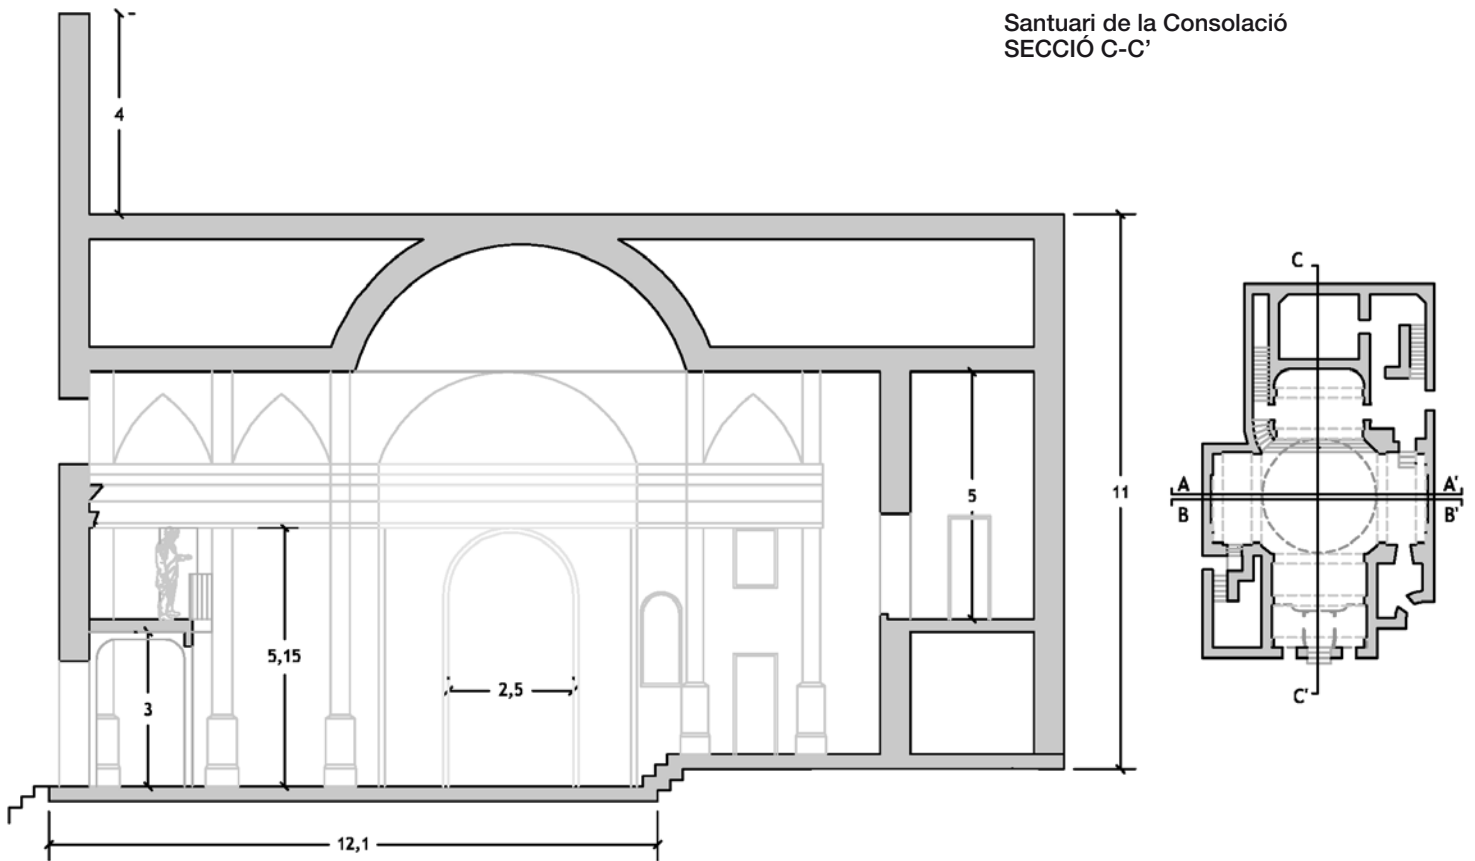 Santuari de la Consolació
SECCIÓ C-C’
4
C
5
11
A
A'
B
B'
5,15
2,5
3
C'
12,1